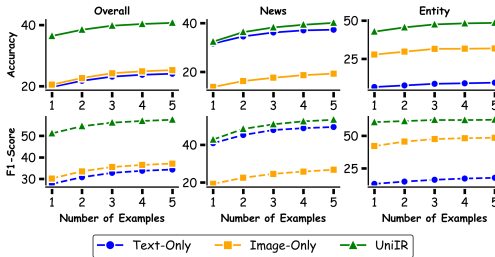 Overall News Entity
Accuracy
40
20
40
20
50
25
1 2 3 4 5
1 2 3 4 5
1 2 3 4 5
F1-Score
50
40
30
40
20
50
25
1 2 3 4 5
1 2 3 4 5
1 2 3 4 5
Number of Examples Number of Examples Number of Examples
Text-Only Image-Only UniIR